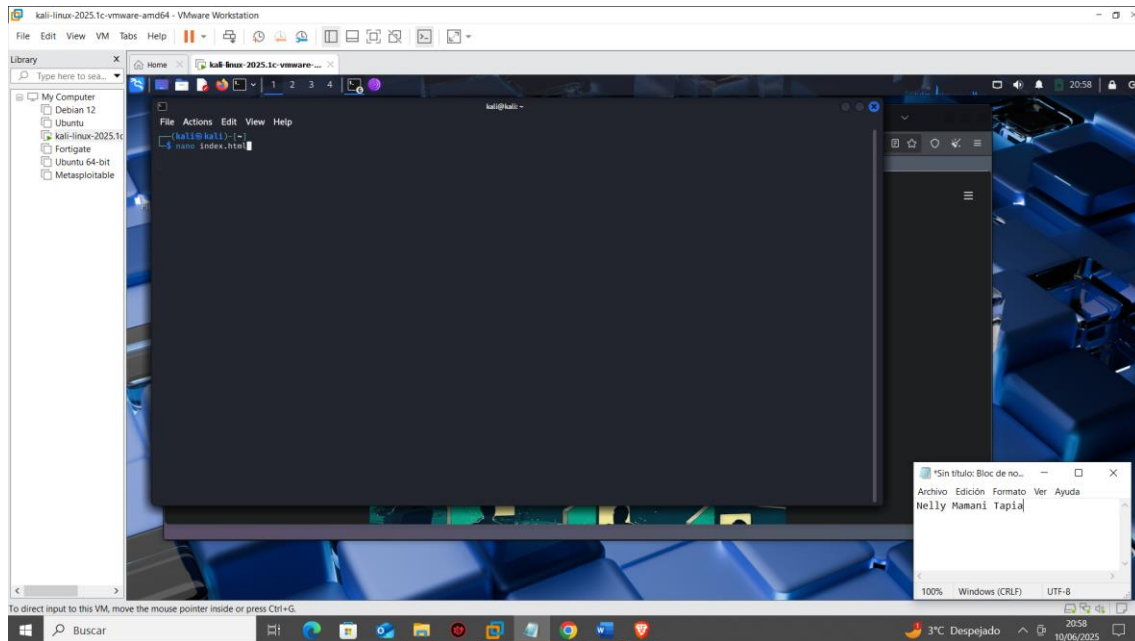 kali-linux-2025.1c-vmware-amd64 - VMware Workstation
File Edit View VM Tabs Help
Library X
Home kali-linux-2025.1c-vmware-...
Type here to sea...
1 2 3 4 20:58
My Computer
Debian 12
Ubuntu
kali-linux-2025.1c
Fortigate
Ubuntu 64-bit
Metasploitable
kali@kali: ~
File Actions Edit View Help
(kali㉿kali)-[~]
$ nano index.html
*Sin título: Bloc de no...
Archivo Edición Formato Ver Ayuda
Nelly Mamani Tapia
100% Windows (CRLF) UTF-8
To direct input to this VM, move the mouse pointer inside or press Ctrl+G.
Buscar
3°C Despejado
20:58
10/06/2025